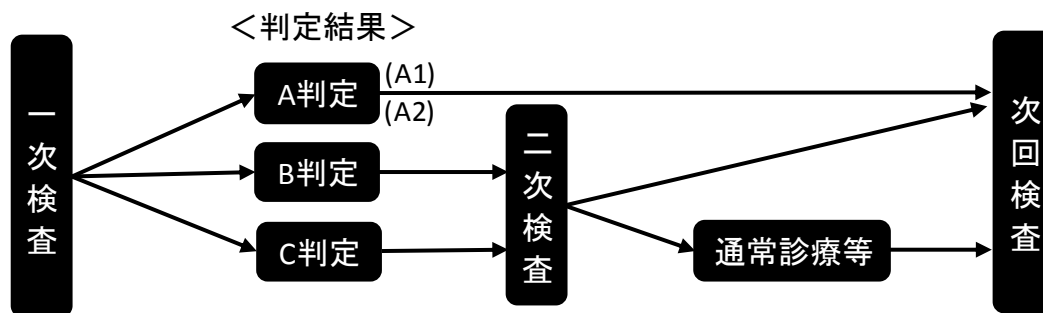 ＜判定結果＞
一次検査
A判定
(A1)
(A2)
B判定
C判定
二次検査
通常診療等
次回検査